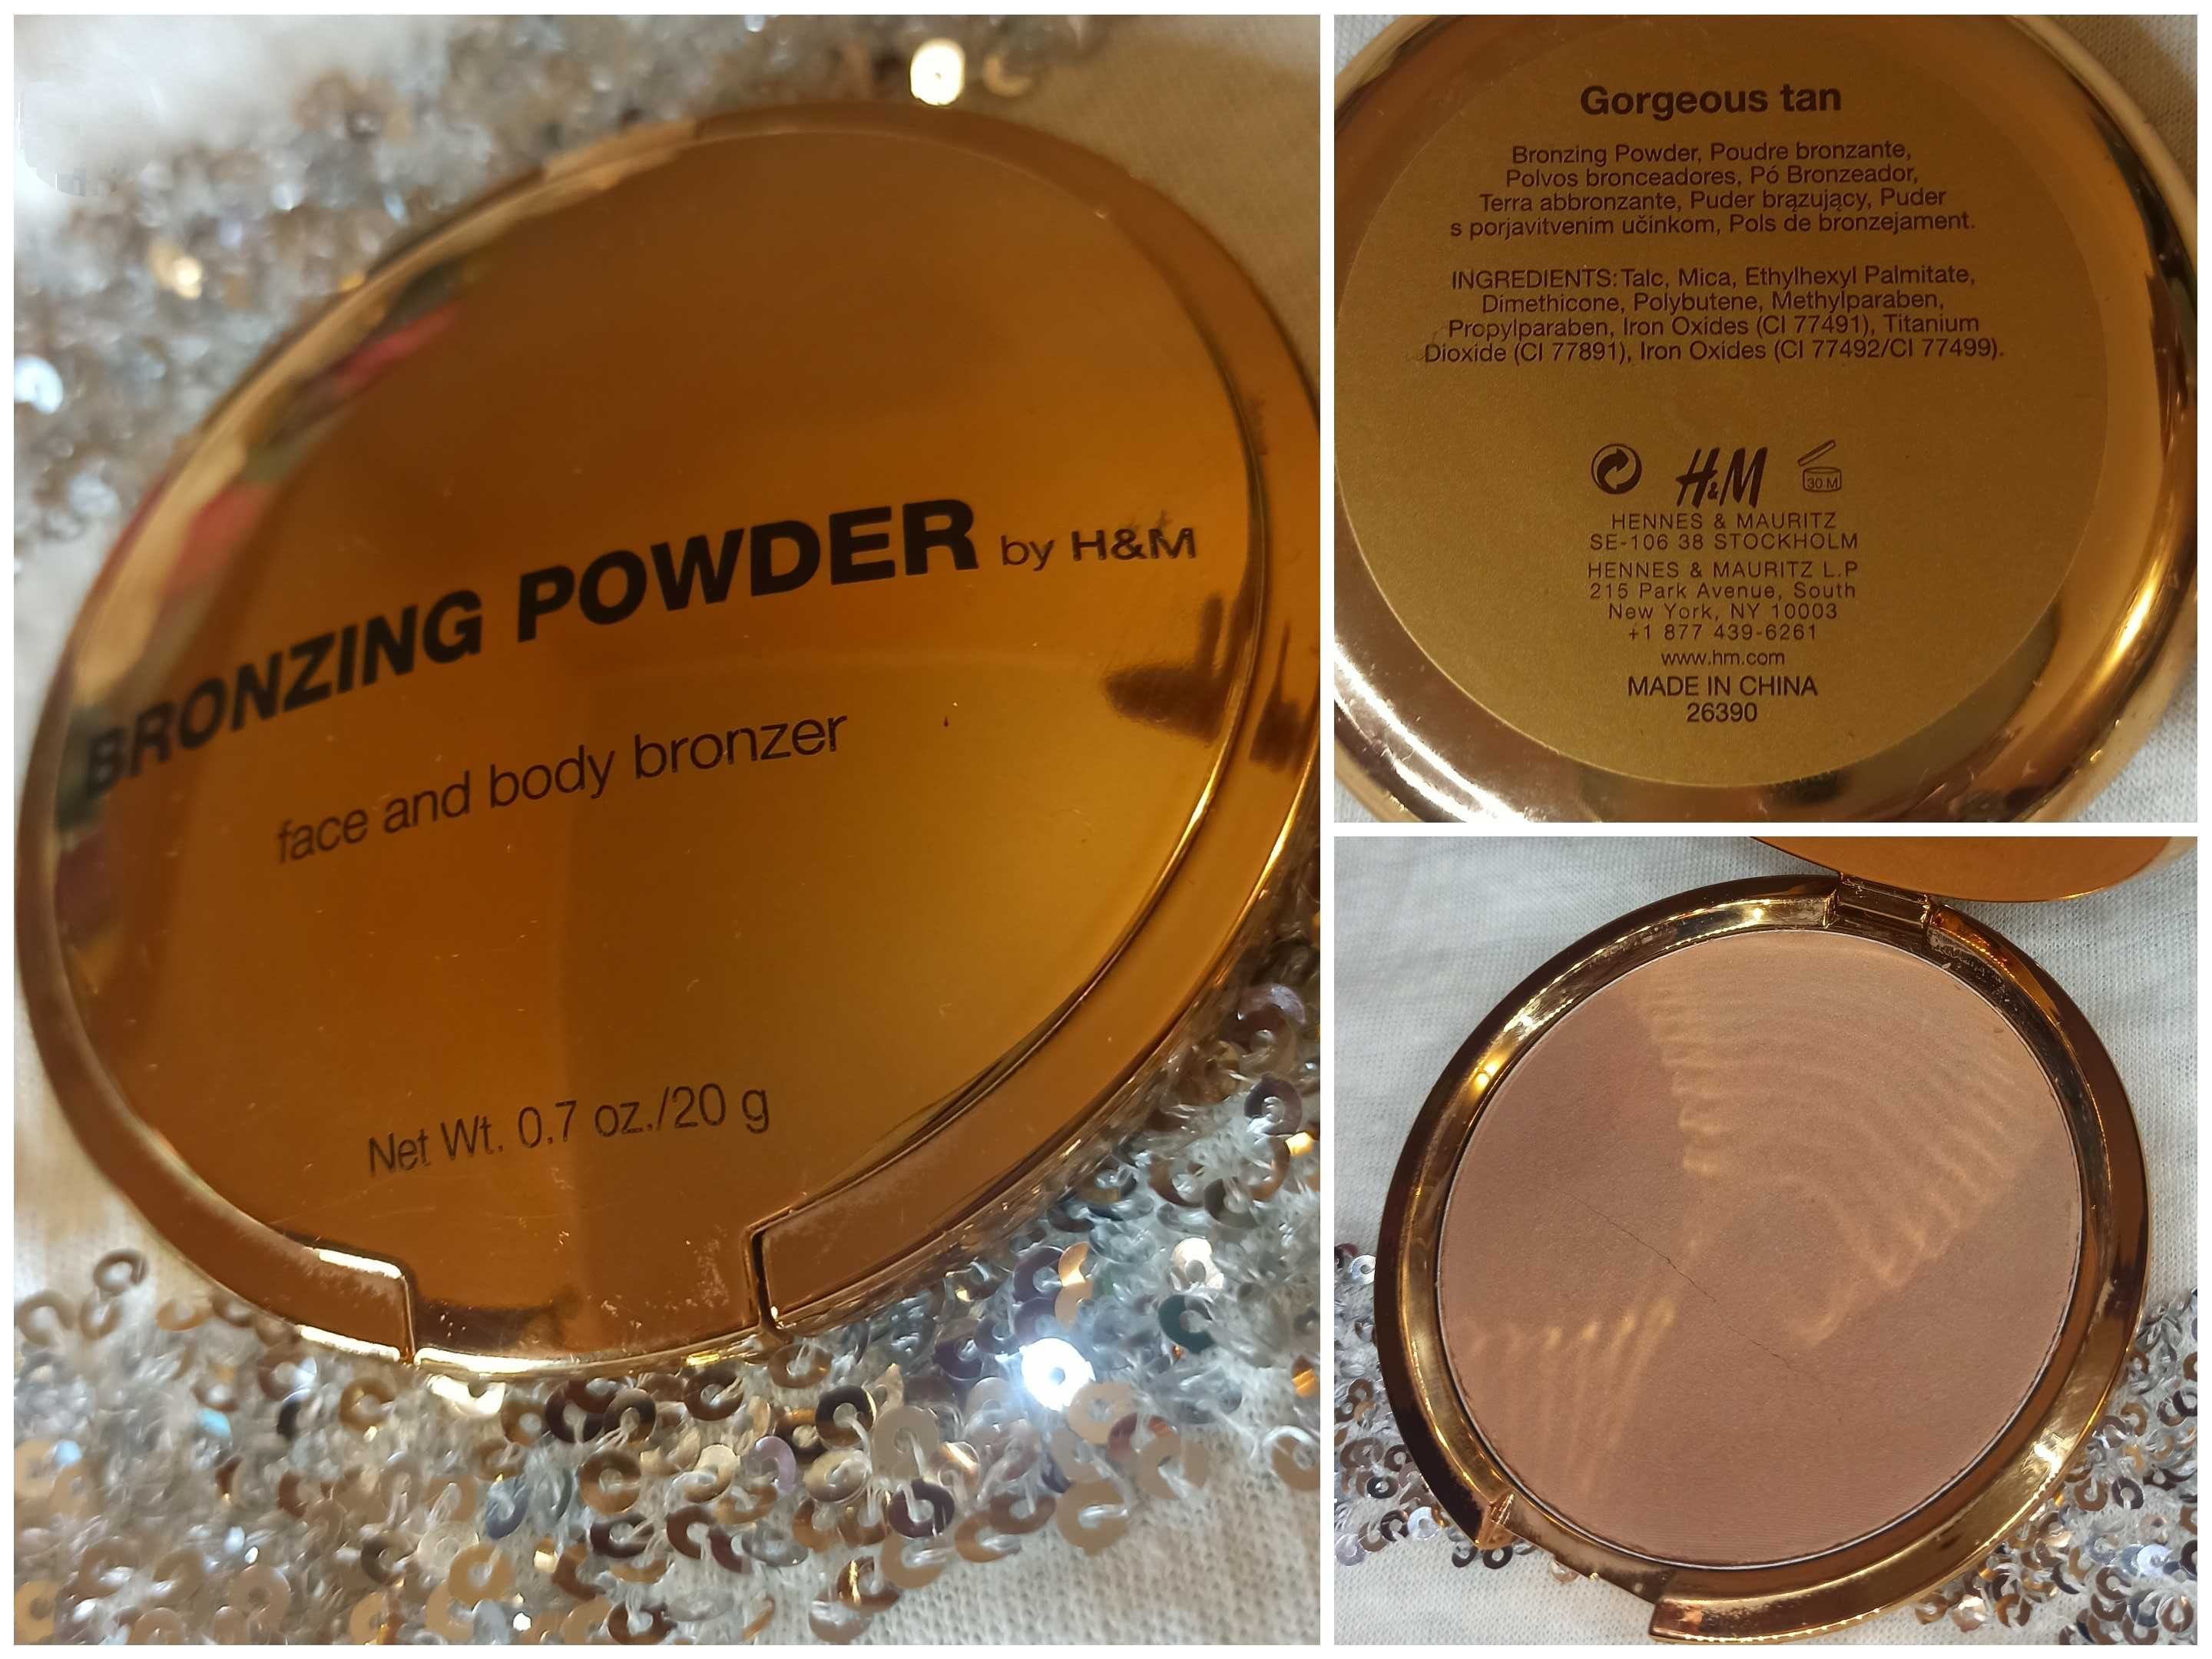 BRONZING POWDER by H&M
face and body bronzer
Net Wt. 0.7 oz./20 g
Gorgeous tan
Bronzing Powder, Poudre bronzante,
Polvos bronceadores, Pó Bronzeador,
Terra abbronzante, Puder brązujący, Puder
s porjavitvenim učinkom, Pols de bronzejament.
INGREDIENTS: Talc, Mica, Ethylhexyl Palmitate,
Dimethicone, Polybutene, Methylparaben,
Propylparaben, Iron Oxides (CI 77491), Titanium
Dioxide (CI 77891), Iron Oxides (CI 77492/CI 77499).
H&M 30 M
HENNES & MAURITZ
SE-106 38 STOCKHOLM
HENNES & MAURITZ L.P
215 Park Avenue, South
New York, NY 10003
+1 877 439-6261
www.hm.com
MADE IN CHINA
26390